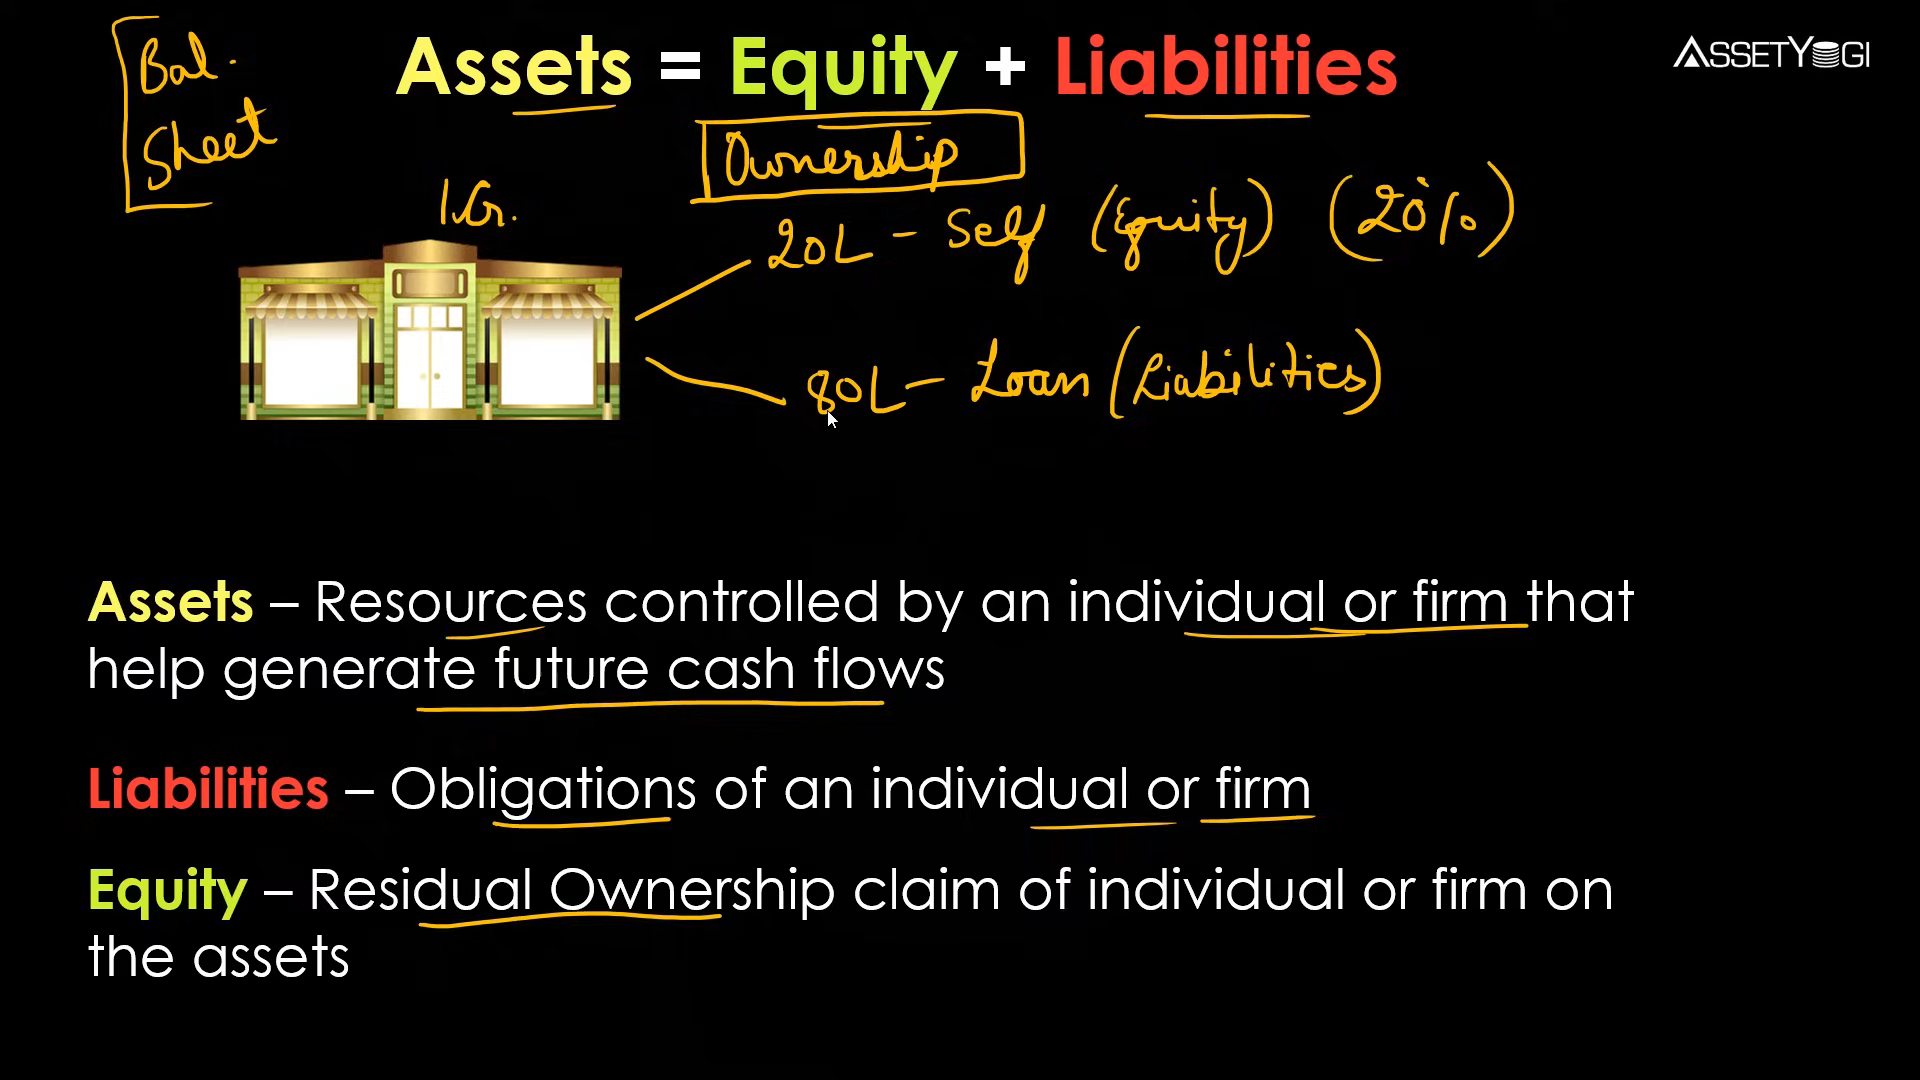 Bal.
Sheet
Assets = Equity + Liabilities
ASSETYOGI
Ownership
1 Cr.
20L - Self (Equity) (20%)
80L - Loan (Liabilities)
Assets – Resources controlled by an individual or firm that
help generate future cash flows
Liabilities – Obligations of an individual or firm
Equity – Residual Ownership claim of individual or firm on
the assets